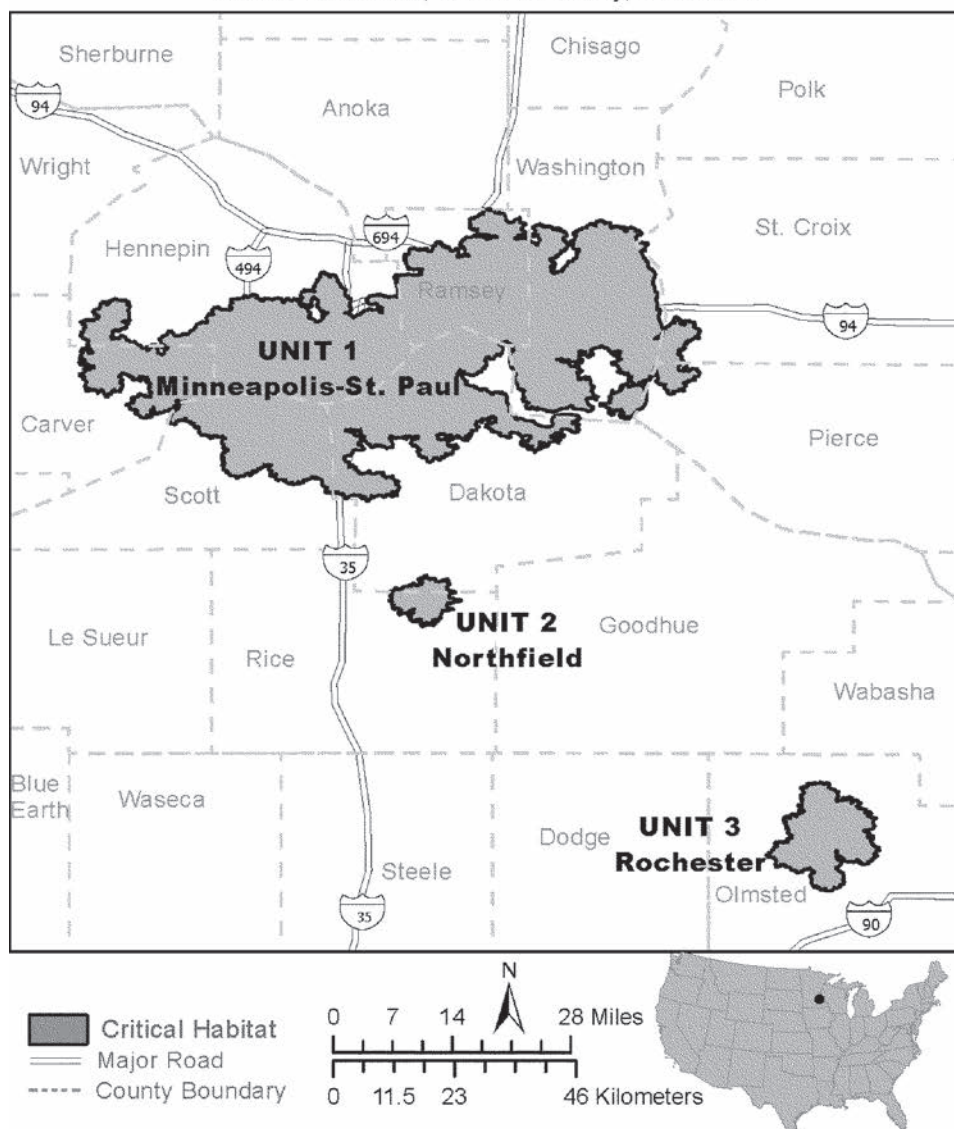 Sherburne
Chisago
94
Anoka
Polk
Wright
Washington
St. Croix
694
Hennepin
494
Ramsey
94
UNIT 1
Minneapolis-St. Paul
Carver
Pierce
Scott
Dakota
35
UNIT 2
Northfield
Goodhue
Le Sueur
Rice
Wabasha
Blue
Earth
Waseca
UNIT 3
Rochester
Dodge
Steele
Olmsted
35
90
N
Critical Habitat
Major Road
County Boundary
0 7 14 28 Miles
0 11.5 23 46 Kilometers